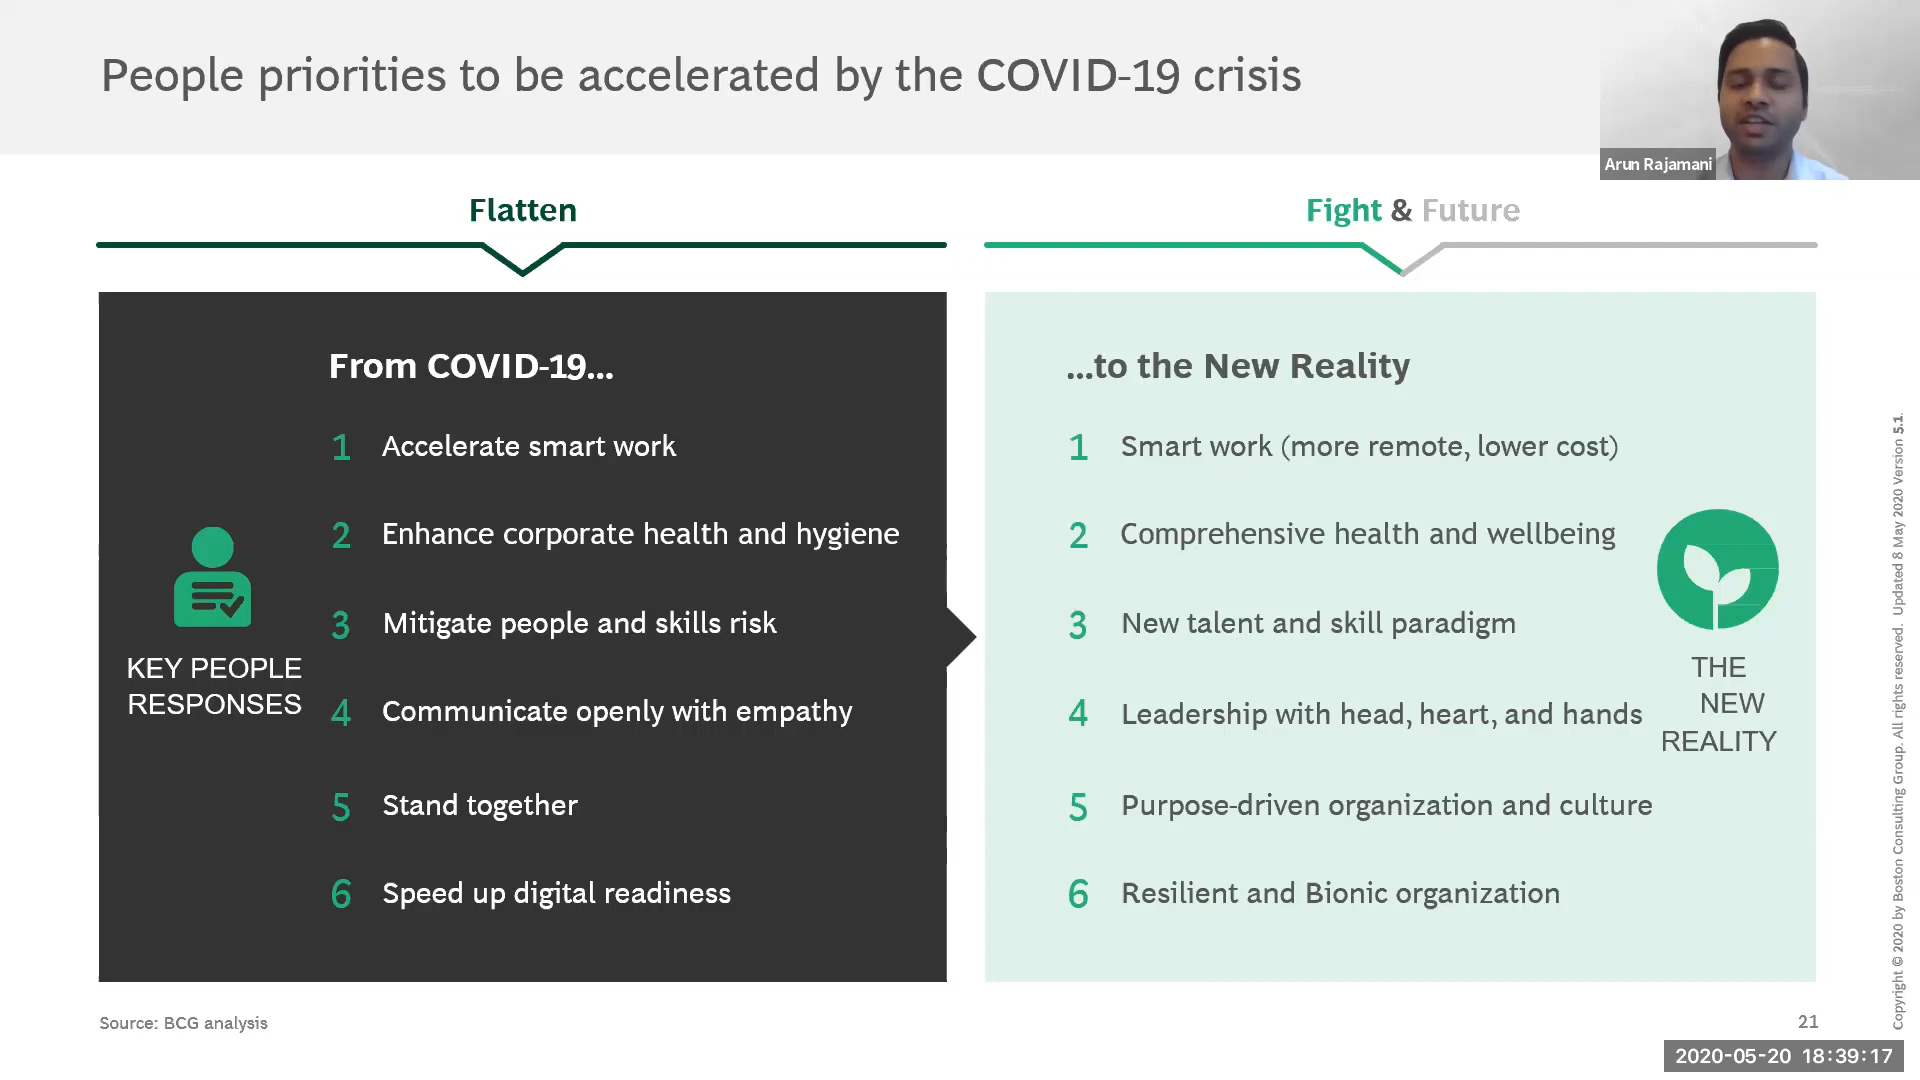 People priorities to be accelerated by the COVID-19 crisis
Arun Rajamani
Flatten
Fight & Future
From COVID-19...
1 Accelerate smart work
2 Enhance corporate health and hygiene
3 Mitigate people and skills risk
4 Communicate openly with empathy
5 Stand together
6 Speed up digital readiness
KEY PEOPLE
RESPONSES
...to the New Reality
1 Smart work (more remote, lower cost)
2 Comprehensive health and wellbeing
3 New talent and skill paradigm
4 Leadership with head, heart, and hands
5 Purpose-driven organization and culture
6 Resilient and Bionic organization
THE
NEW
REALITY
Copyright © 2020 by Boston Consulting Group. All rights reserved. Updated 8 May 2020 Version 5.1.
Source: BCG analysis
21
2020-05-20 18:39:17